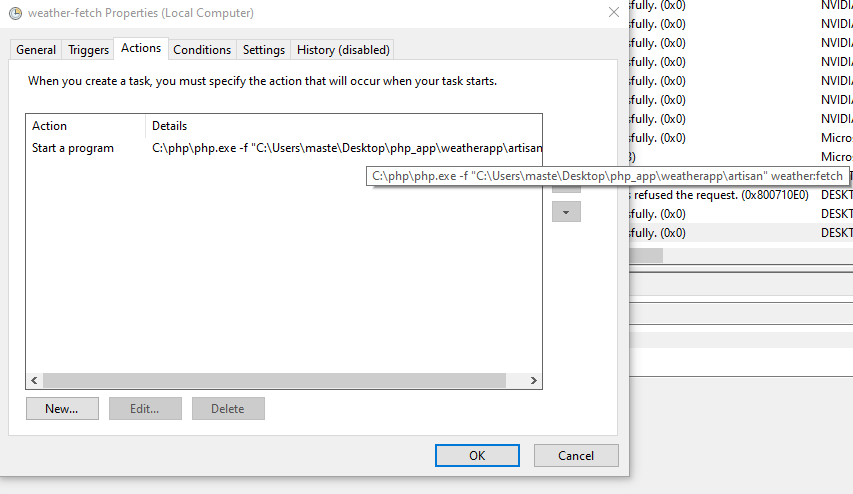 weather-fetch Properties (Local Computer)
General Triggers Actions Conditions Settings History (disabled)
When you create a task, you must specify the action that will occur when your task starts.
Action Details
Start a program C:\php\php.exe -f "C:\Users\maste\Desktop\php_app\weatherapp\artisan
C:\php\php.exe -f "C:\Users\maste\Desktop\php_app\weatherapp\artisan" weather:fetch
New... Edit... Delete
OK Cancel
sfully. (0x0) NVIDIA
sfully. (0x0) NVIDIA
sfully. (0x0) NVIDIA
sfully. (0x0) NVIDIA
sfully. (0x0) NVIDIA
sfully. (0x0) NVIDIA
sfully. (0x0) NVIDIA
sfully. (0x0) Micros
3) Micros
s refused the request. (0x800710E0) DESKT
sfully. (0x0) DESKT
sfully. (0x0) DESKT